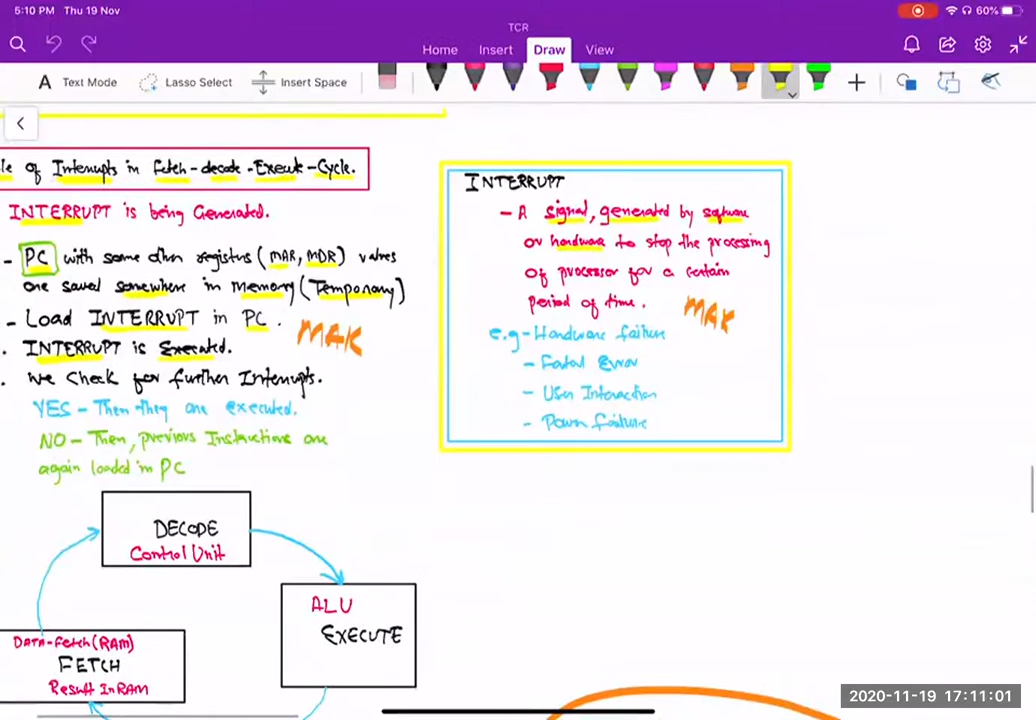 5:10 PM Thu 19 Nov
60%
TCR
Home Insert Draw View
A Text Mode Lasso Select Insert Space
le of Interrupts in Fetch-decode-Execute-Cycle.
INTERRUPT is being Generated.
- PC with some other registers (MAR, MDR) values
are saved somewhere in Memory (Temporary)
- Load INTERRUPT in PC.
. INTERRUPT is Executed.
. We Check for further Interrupts.
YES - Then they are executed.
NO - Then, previous Instructions are
again loaded in PC
MAK
INTERRUPT
- A signal, generated by software
or hardware to stop the processing
of processor for a certain
period of time.
MAK
e.g - Hardware failure
- Fatal Error
- User Interaction
- Power failure
DECODE
Control Unit
ALU
EXECUTE
DATA-Fetch (RAM)
FETCH
Result In RAM
2020-11-19 17:11:01